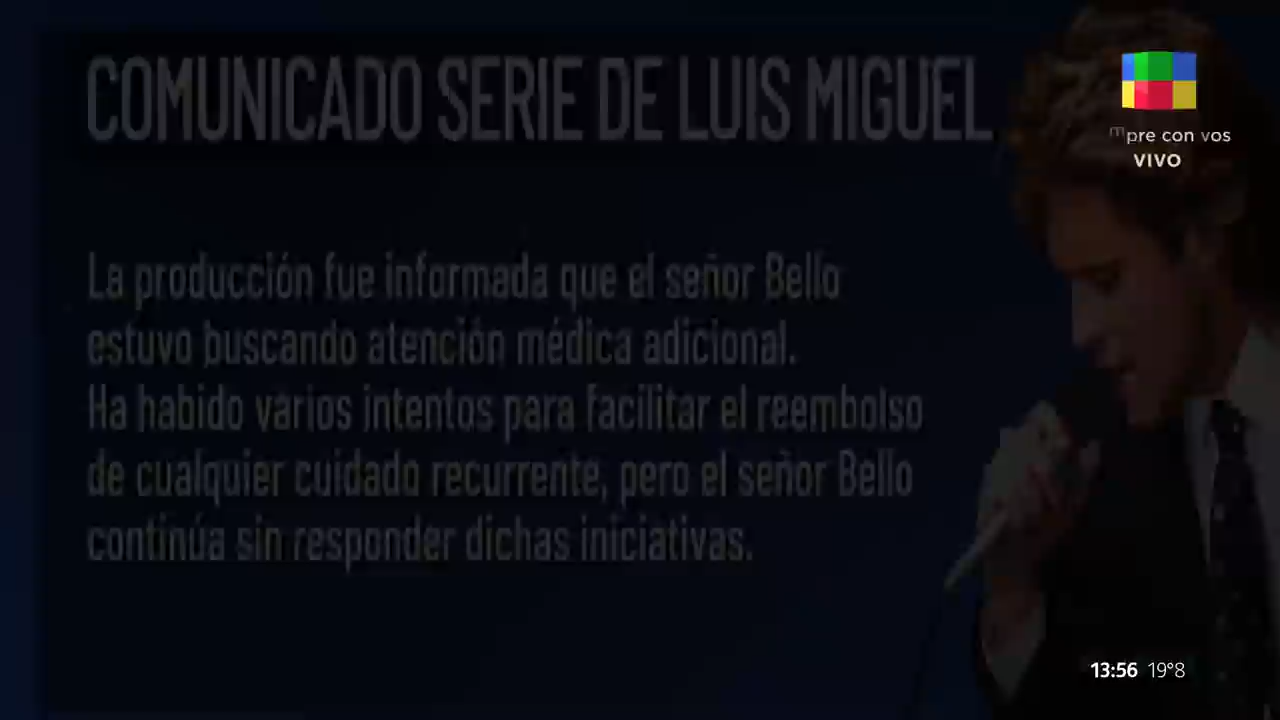 COMUNICADO SERIE DE LUIS MIGUEL
mpre con vos
VIVO
La producción fue informada que el señor Bello
estuvo buscando atención médica adicional.
Ha habido varios intentos para facilitar el reembolso
de cualquier cuidado recurrente, pero el señor Bello
continúa sin responder dichas iniciativas.
13:56 19°8